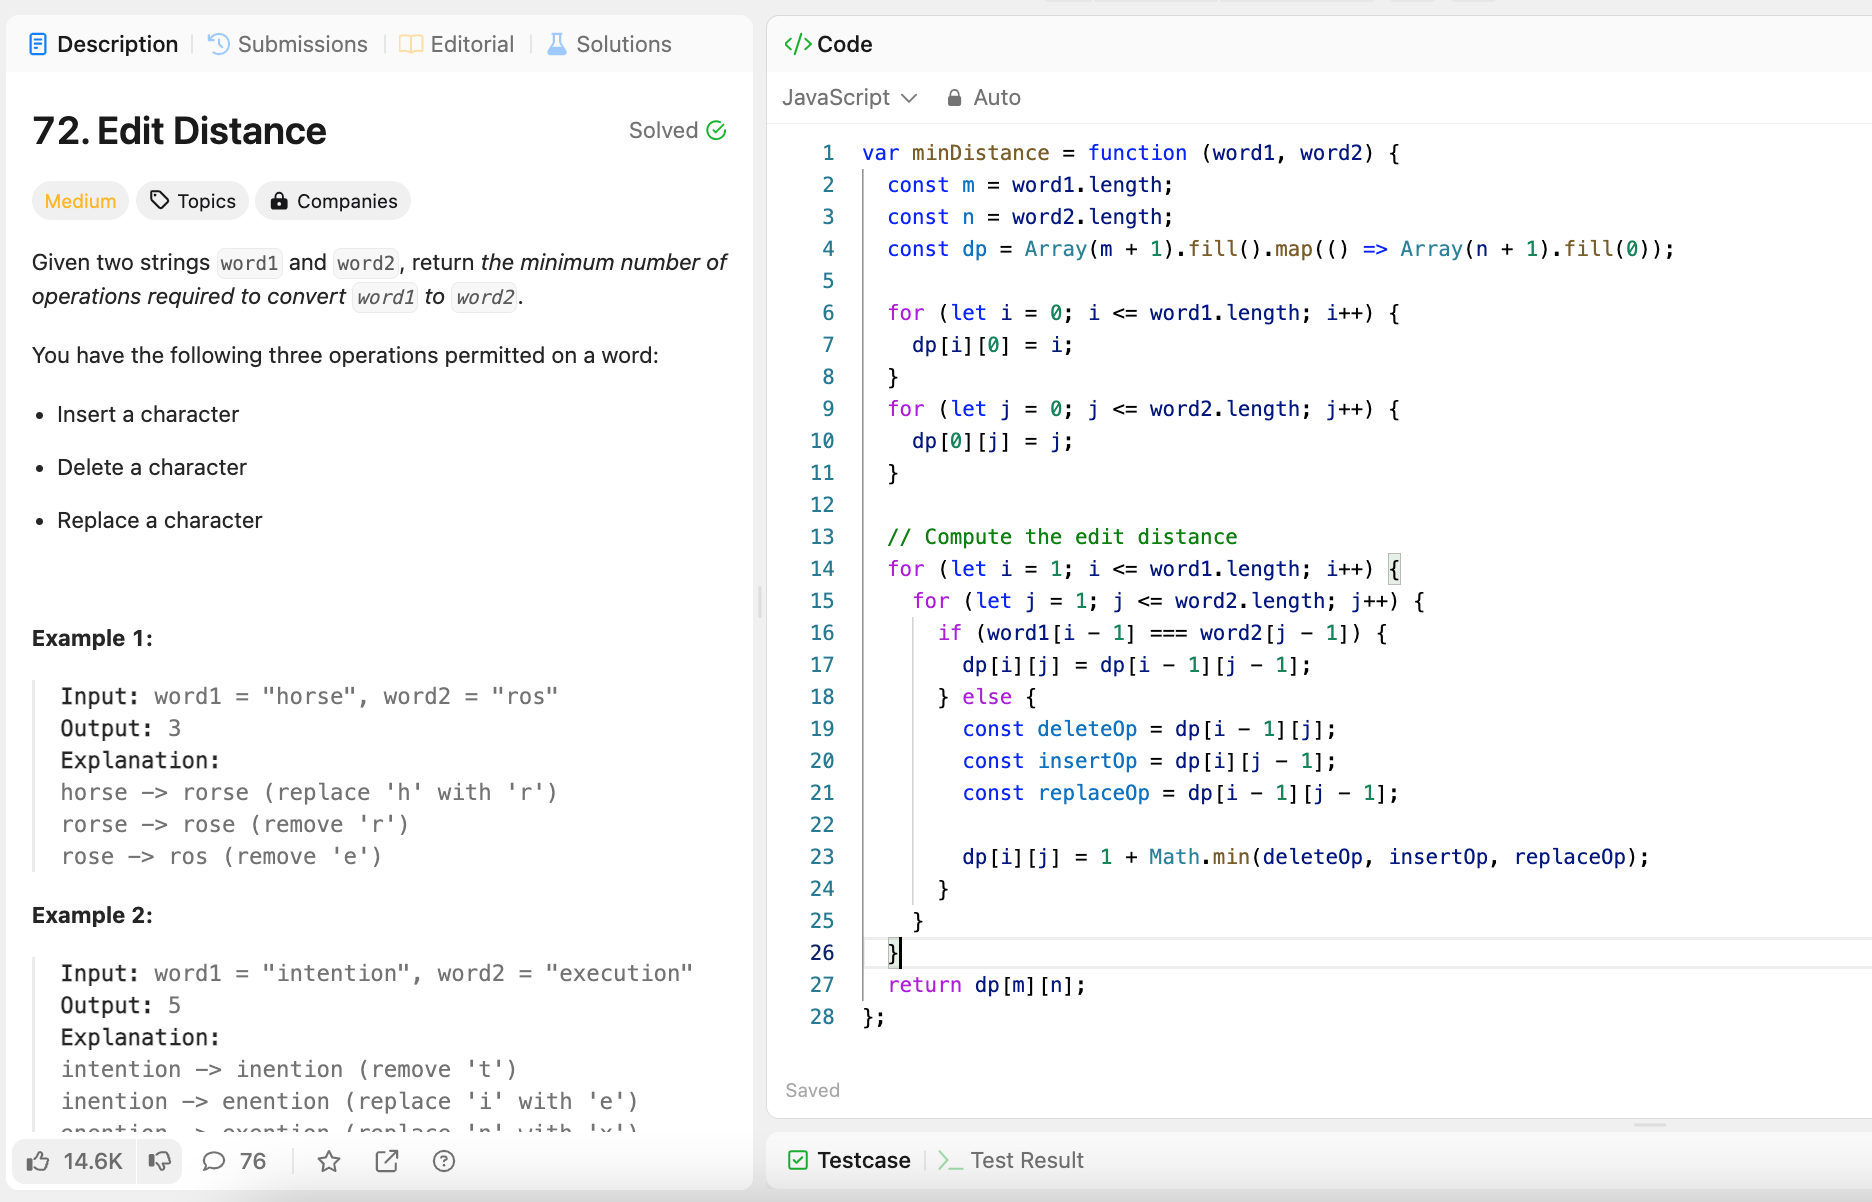 Description
Submissions
Editorial
Solutions
72. Edit Distance
Solved
Medium
Topics
Companies
Given two strings word1 and word2, return the minimum number of
operations required to convert word1 to word2.
You have the following three operations permitted on a word:
• Insert a character
• Delete a character
• Replace a character
Example 1:
Input: word1 = "horse", word2 = "ros"
Output: 3
Explanation:
horse -> rorse (replace 'h' with 'r')
rorse -> rose (remove 'r')
rose -> ros (remove 'e')
Example 2:
Input: word1 = "intention", word2 = "execution"
Output: 5
Explanation:
intention -> inention (remove 't')
inention -> enention (replace 'i' with 'e')
enention -> exention (replace 'n' with 'x')
14.6K
76
</> Code
JavaScript
Auto
1 var minDistance = function (word1, word2) {
2   const m = word1.length;
3   const n = word2.length;
4   const dp = Array(m + 1).fill().map(() => Array(n + 1).fill(0));
5
6   for (let i = 0; i <= word1.length; i++) {
7     dp[i][0] = i;
8   }
9   for (let j = 0; j <= word2.length; j++) {
10     dp[0][j] = j;
11   }
12
13   // Compute the edit distance
14   for (let i = 1; i <= word1.length; i++) {
15     for (let j = 1; j <= word2.length; j++) {
16       if (word1[i - 1] === word2[j - 1]) {
17         dp[i][j] = dp[i - 1][j - 1];
18       } else {
19         const deleteOp = dp[i - 1][j];
20         const insertOp = dp[i][j - 1];
21         const replaceOp = dp[i - 1][j - 1];
22
23         dp[i][j] = 1 + Math.min(deleteOp, insertOp, replaceOp);
24       }
25     }
26   }
27   return dp[m][n];
28 };
Saved
Testcase
Test Result